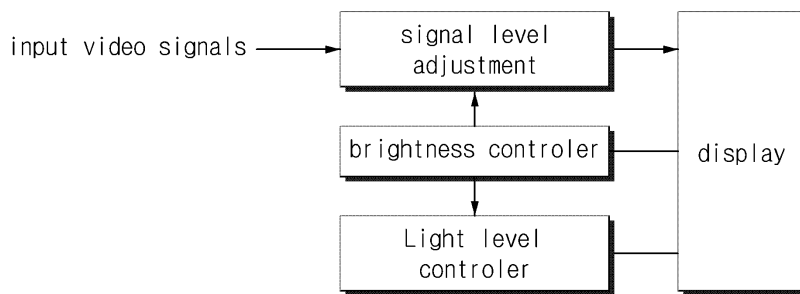 input video signals
signal level
adjustment
brightness controler
display
Light level
controler